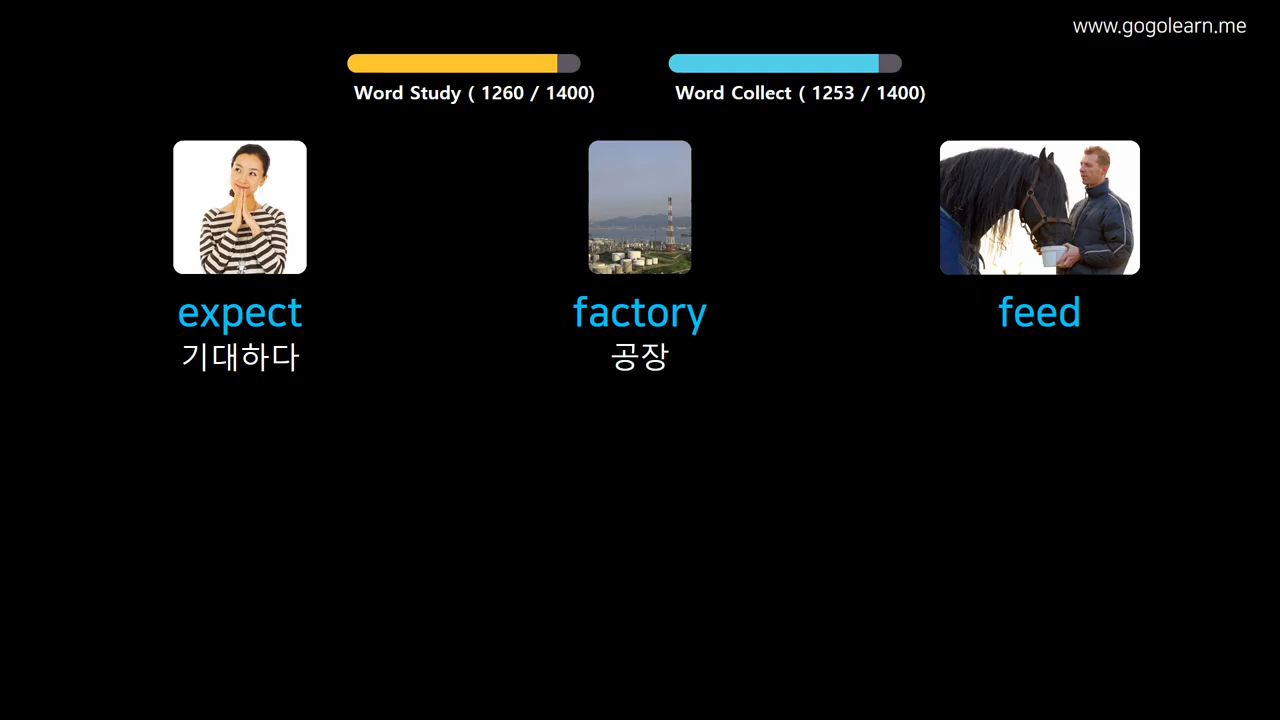 www.gogolearn.me
Word Study ( 1260 / 1400)
Word Collect ( 1253 / 1400)
expect
기대하다
factory
공장
feed